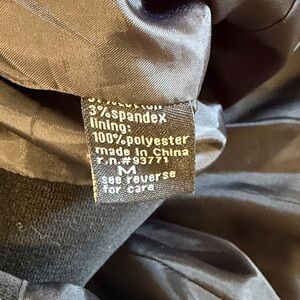 3%spandex
lining:
100%polyester
made in China
r.n.#93771
M
see reverse
for care